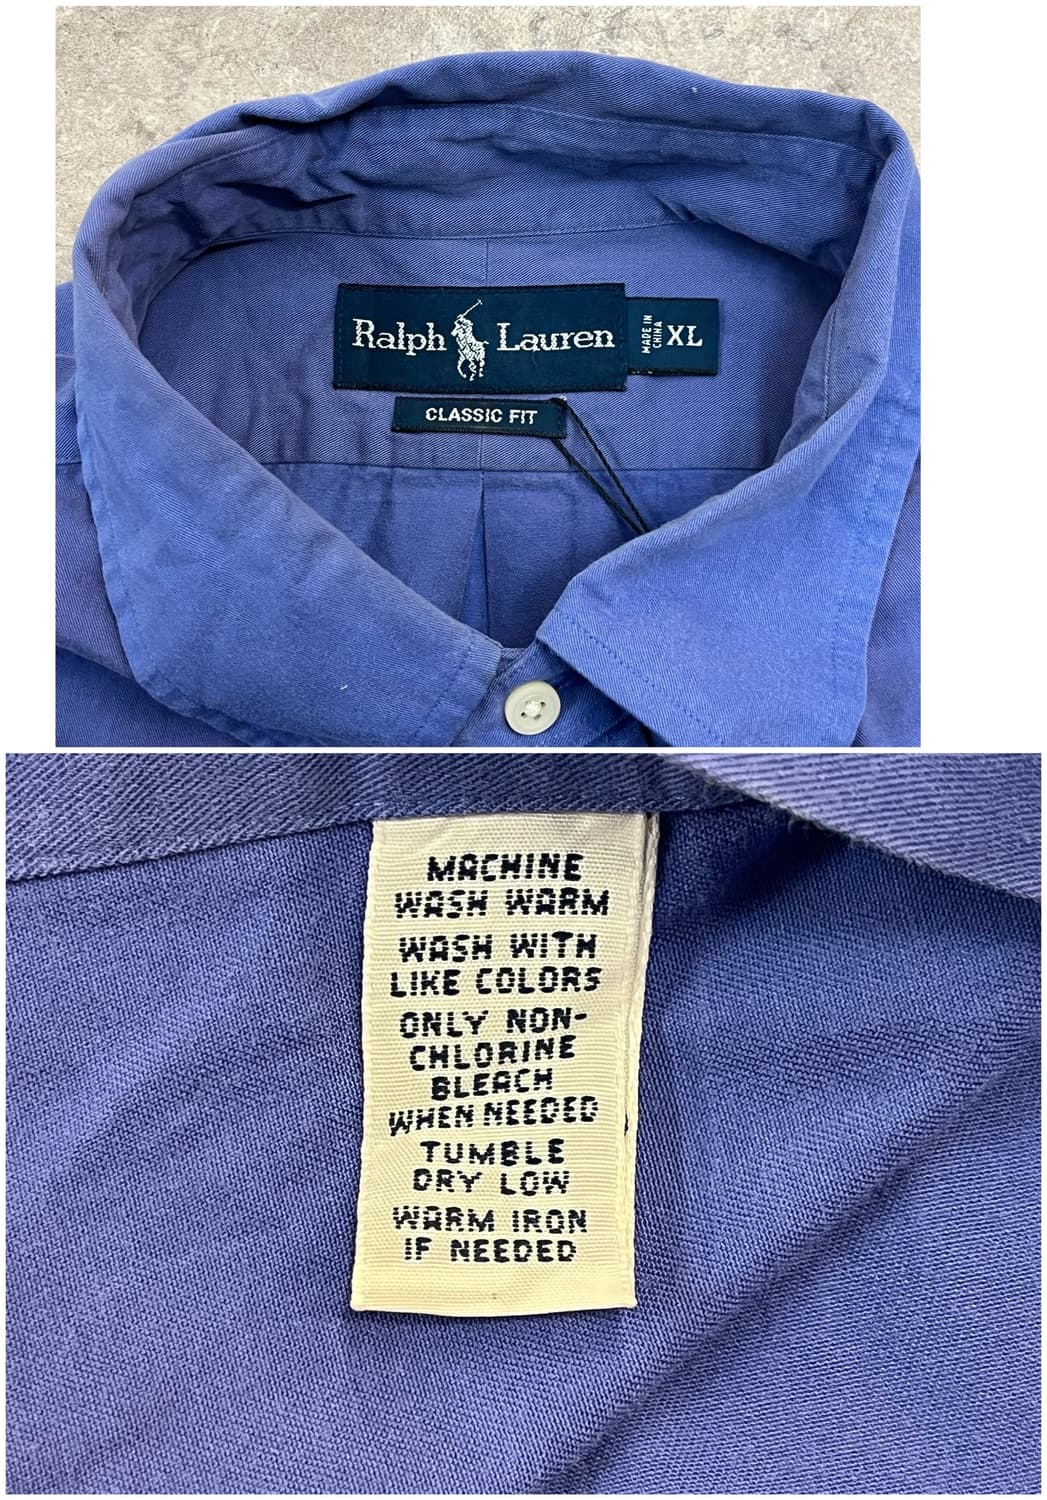 Ralph Lauren
MADE IN
CHINA
XL
CLASSIC FIT
MACHINE
WASH WARM
WASH WITH
LIKE COLORS
ONLY NON-
CHLORINE
BLEACH
WHEN NEEDED
TUMBLE
DRY LOW
WARM IRON
IF NEEDED